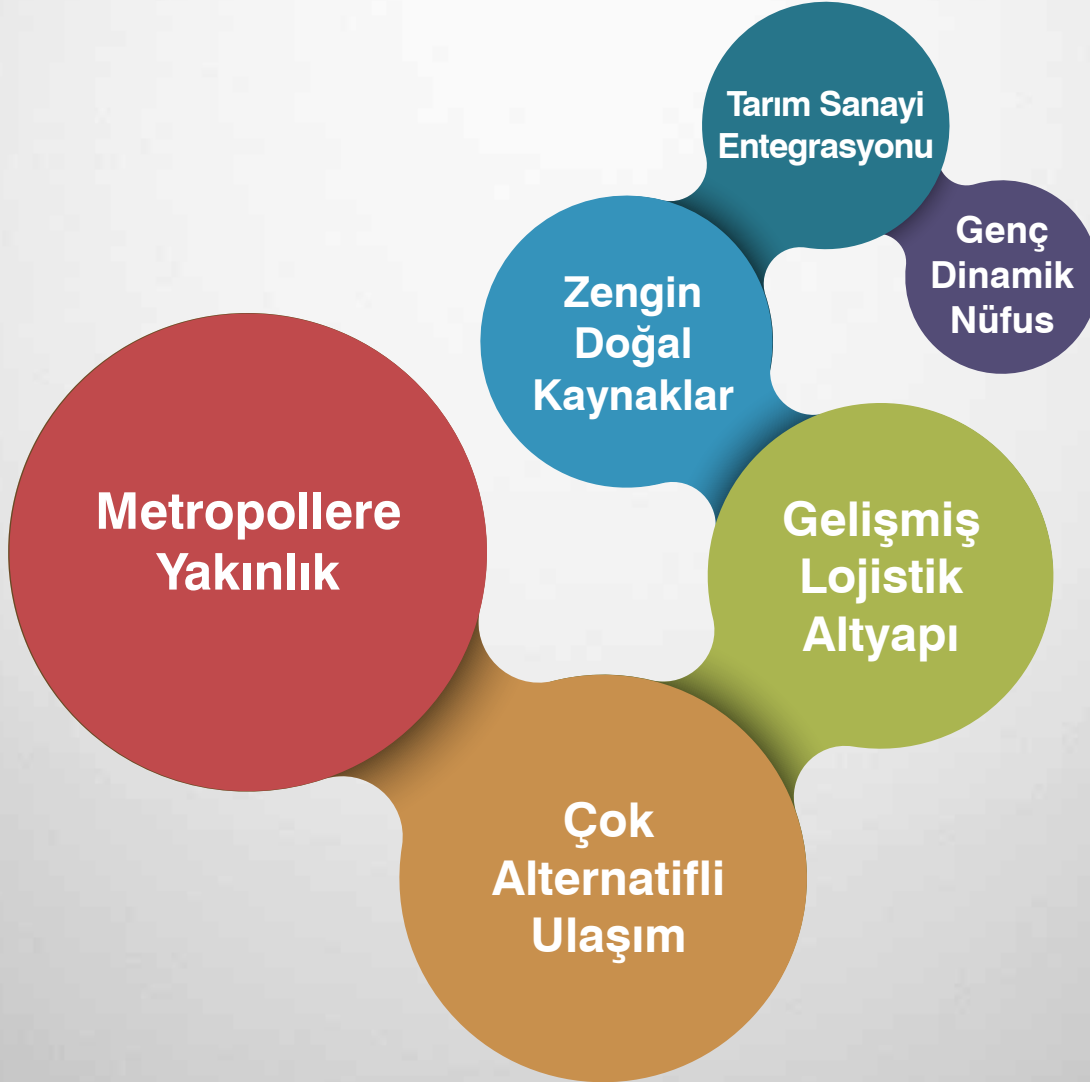 Tarım Sanayi
Entegrasyonu
Genç
Dinamik
Nüfus
Zengin
Doğal
Kaynaklar
Metropollere
Yakınlık
Gelişmiş
Lojistik
Altyapı
Çok
Alternatifli
Ulaşım